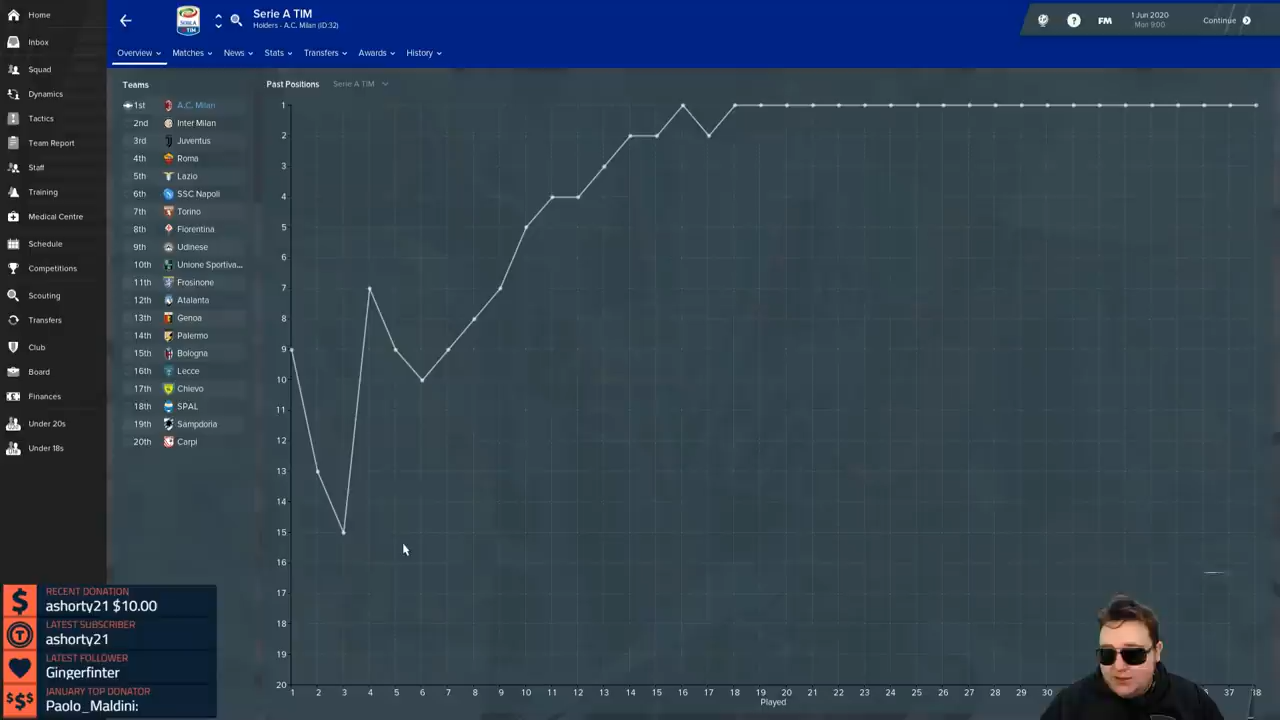 Home
Inbox
Squad
Dynamics
Tactics
Team Report
Staff
Training
Medical Centre
Schedule
Competitions
Scouting
Transfers
Club
Board
Finances
Under 20s
Under 18s
Serie A TIM
Holders - A.C. Milan (ID:32)
FM
1 Jun 2020
Mon 9:00
Continue
Overview Matches News Stats Transfers Awards History
Teams
1st A.C. Milan
2nd Inter Milan
3rd Juventus
4th Roma
5th Lazio
6th SSC Napoli
7th Torino
8th Fiorentina
9th Udinese
10th Unione Sportiva...
11th Frosinone
12th Atalanta
13th Genoa
14th Palermo
15th Bologna
16th Lecce
17th Chievo
18th SPAL
19th Sampdoria
20th Carpi
Past Positions Serie A TIM
1
2
3
4
5
6
7
8
9
10
11
12
13
14
15
16
17
18
19
20
1 2 3 4 5 6 7 8 9 10 11 12 13 14 15 16 17 18 19 20 21 22 23 24 25 26 27 28 29 30 37 38
Played
RECENT DONATION
ashorty21 $10.00
LATEST SUBSCRIBER
ashorty21
LATEST FOLLOWER
Gingerfinter
JANUARY TOP DONATOR
Paolo_Maldini: